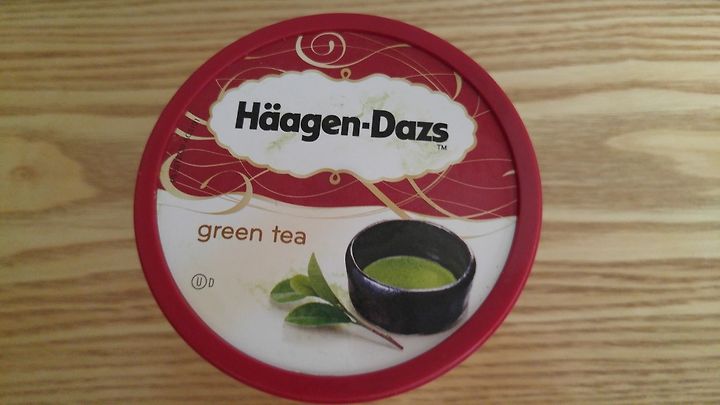 Häagen-Dazs
TM
green tea
U D